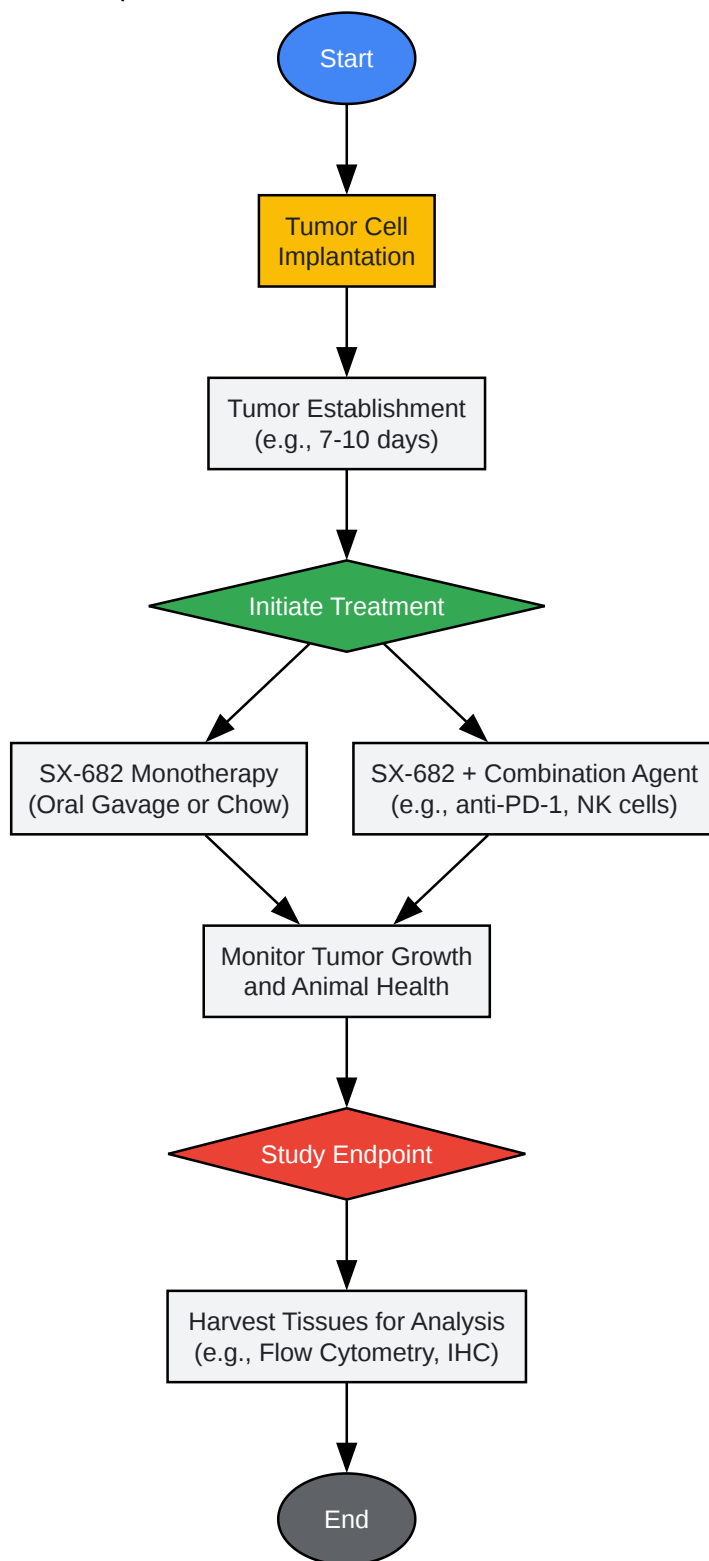 Start
Tumor Cell
Implantation
Tumor Establishment
(e.g., 7-10 days)
Initiate Treatment
SX-682 Monotherapy
(Oral Gavage or Chow)
SX-682 + Combination Agent
(e.g., anti-PD-1, NK cells)
Monitor Tumor Growth
and Animal Health
Study Endpoint
Harvest Tissues for Analysis
(e.g., Flow Cytometry, IHC)
End